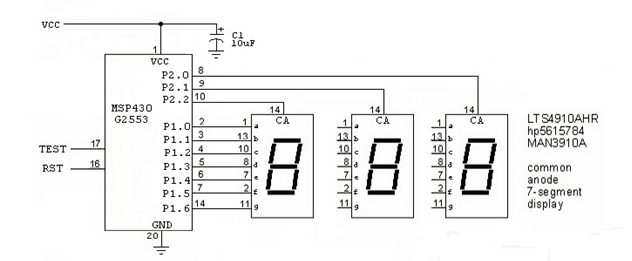 VCC
C1
10uF
1
VCC
MSP430
G2553
P2.0 8
P2.1 9
P2.2 10
14 14 14
CA CA CA
P1.0 2 1 a 1 a 1 a
P1.1 3 13 b 13 b 13 b
P1.2 4 10 c 10 c 10 c
P1.3 5 8 d 8 d 8 d
P1.4 6 7 e 7 e 7 e
P1.5 7 2 f 2 f 2 f
P1.6 14 11 g 11 g 11 g
TEST 17
RST 16
GND
20
LTS4910AHR
hp5615784
MAN3910A
common
anode
7-segment
display